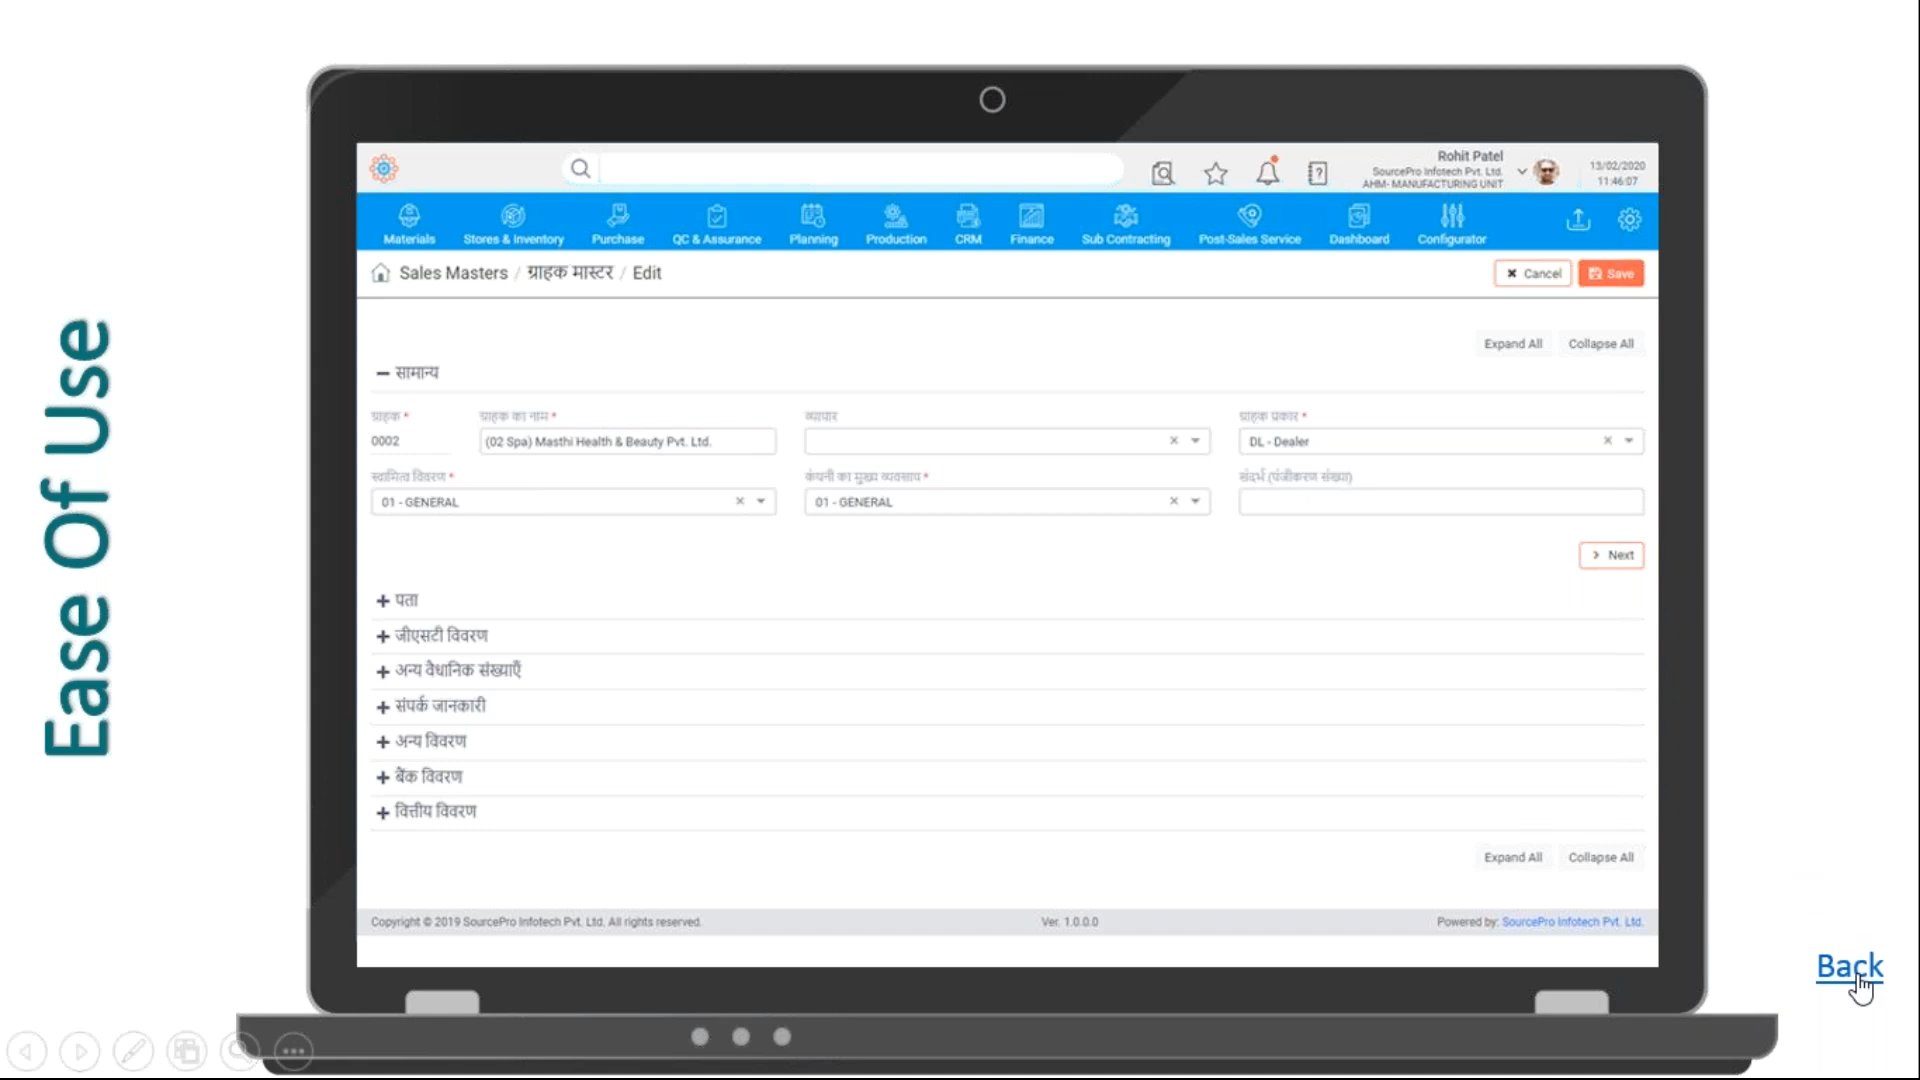 Ease Of Use
Rohit Patel
SourcePro Infotech Pvt. Ltd.
AHM- MANUFACTURING UNIT
13/02/2020
11:46:07
Materials
Stores & Inventory
Purchase
QC & Assurance
Planning
Production
CRM
Finance
Sub Contracting
Post-Sales Service
Dashboard
Configurator
Sales Masters / ग्राहक मास्टर / Edit
Cancel
Save
Expand All
Collapse All
सामान्य
ग्राहक *
ग्राहक का नाम *
व्यापार
ग्राहक प्रकार *
0002
(02 Spa) Masthi Health & Beauty Pvt. Ltd.
DL - Dealer
स्वामित्व विवरण *
कंपनी का मुख्य व्यवसाय *
संदर्भ (पंजीकरण संख्या)
01 - GENERAL
01 - GENERAL
Next
पता
जीएसटी विवरण
अन्य वैधानिक संख्याएँ
संपर्क जानकारी
अन्य विवरण
बैंक विवरण
वित्तीय विवरण
Expand All
Collapse All
Copyright © 2019 SourcePro Infotech Pvt. Ltd. All rights reserved.
Ver. 1.0.0.0
Powered by: SourcePro Infotech Pvt. Ltd.
Back